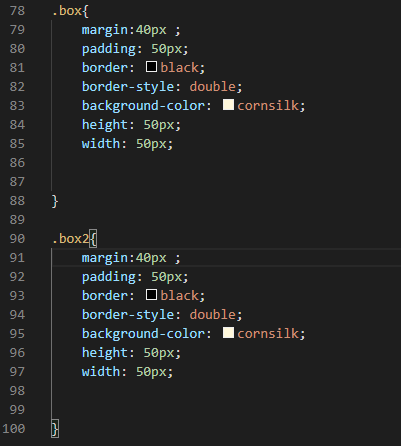 78 .box{
79 margin:40px ;
80 padding: 50px;
81 border: black;
82 border-style: double;
83 background-color: cornsilk;
84 height: 50px;
85 width: 50px;
86
87
88 }
89
90 .box2{
91 margin:40px ;
92 padding: 50px;
93 border: black;
94 border-style: double;
95 background-color: cornsilk;
96 height: 50px;
97 width: 50px;
98
99
100 }